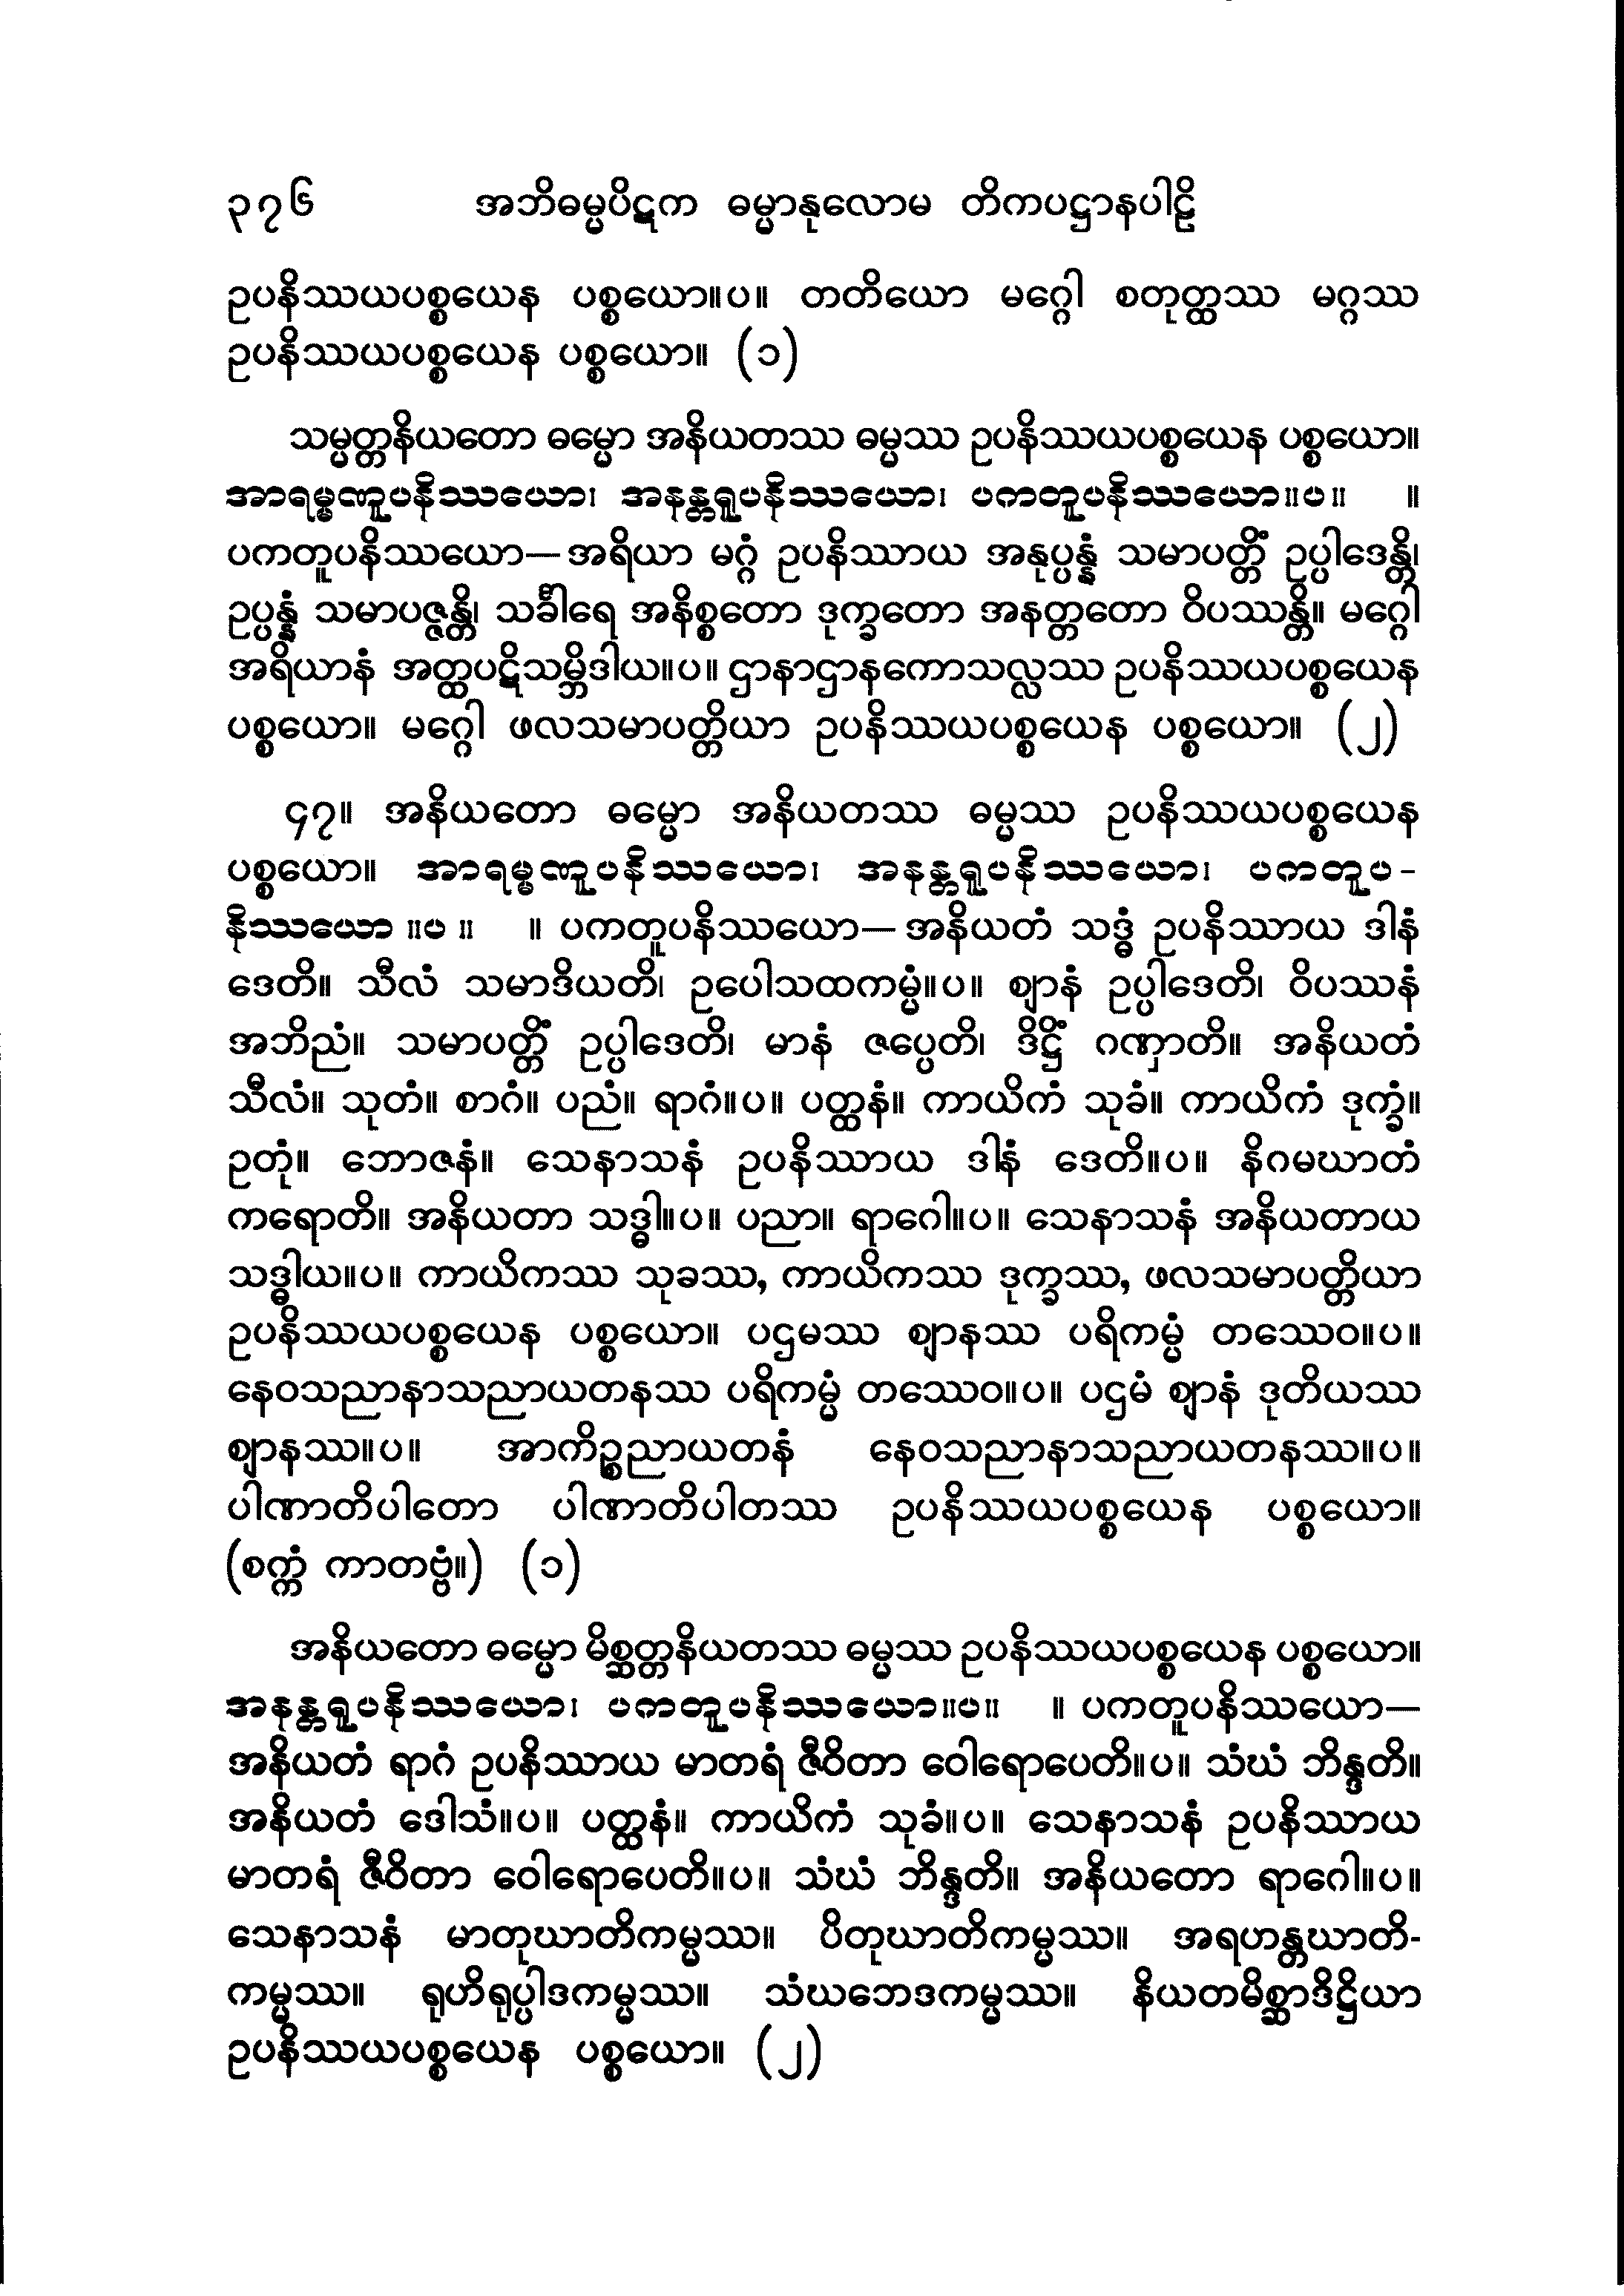 ၃၇၆ အဘိဓမ္မပိဋက ဓမ္မာနုလောမ တိကပဋ္ဌာနပါဠိ
ဥပနိဿယပစ္စယေန ပစ္စယော။ပ။ တတိယော မဂ္ဂေါ စတုတ္ထဿ မဂ္ဂဿ
ဥပနိဿယပစ္စယေန ပစ္စယော။ (၁)
သမ္မတ္တနိယတော ဓမ္မော အနိယတဿ ဓမ္မဿ ဥပနိဿယပစ္စယေန ပစ္စယော။
အာရမ္မဏူပနိဿယော၊ အနန္တရူပနိဿယော၊ ပကတူပနိဿယော။ပ။ ။
ပကတူပနိဿယော—အရိယာ မဂ္ဂံ ဥပနိဿာယ အနုပ္ပန္နံ သမာပတ္တိံ ဥပ္ပါဒေန္တိ၊
ဥပ္ပန္နံ သမာပဇ္ဇန္တိ၊ သင်္ခါရေ အနိစ္စတော ဒုက္ခတော အနတ္တတော ဝိပဿန္တိ။ မဂ္ဂေါ
အရိယာနံ အတ္ထပဋိသမ္ဘိဒါယ။ပ။ ဌာနာဌာနကောသလ္လဿ ဥပနိဿယပစ္စယေန
ပစ္စယော။ မဂ္ဂေါ ဖလသမာပတ္တိယာ ဥပနိဿယပစ္စယေန ပစ္စယော။ (၂)
၄၇။ အနိယတော ဓမ္မော အနိယတဿ ဓမ္မဿ ဥပနိဿယပစ္စယေန
ပစ္စယော။ အာရမ္မဏူပနိဿယော၊ အနန္တရူပနိဿယော၊ ပကတူပ-
နိဿယော ။ပ ။ ။ ပကတူပနိဿယော—အနိယတံ သဒ္ဓံ ဥပနိဿာယ ဒါနံ
ဒေတိ။ သီလံ သမာဒိယတိ၊ ဥပေါသထကမ္မံ။ပ။ ဈာနံ ဥပ္ပါဒေတိ၊ ဝိပဿနံ
အဘိညံ။ သမာပတ္တိံ ဥပ္ပါဒေတိ၊ မာနံ ဇပ္ပေတိ၊ ဒိဋ္ဌိံ ဂဏှာတိ။ အနိယတံ
သီလံ။ သုတံ။ စာဂံ။ ပညံ။ ရာဂံ။ပ။ ပတ္ထနံ။ ကာယိကံ သုခံ။ ကာယိကံ ဒုက္ခံ။
ဥတုံ။ ဘောဇနံ။ သေနာသနံ ဥပနိဿာယ ဒါနံ ဒေတိ။ပ။ နိဂမဃာတံ
ကရောတိ။ အနိယတာ သဒ္ဓါ။ပ။ ပညာ။ ရာဂေါ။ပ။ သေနာသနံ အနိယတာယ
သဒ္ဓါယ။ပ။ ကာယိကဿ သုခဿ, ကာယိကဿ ဒုက္ခဿ, ဖလသမာပတ္တိယာ
ဥပနိဿယပစ္စယေန ပစ္စယော။ ပဌမဿ ဈာနဿ ပရိကမ္မံ တဿေဝ။ပ။
နေဝသညာနာသညာယတနဿ ပရိကမ္မံ တဿေဝ။ပ။ ပဌမံ ဈာနံ ဒုတိယဿ
ဈာနဿ။ပ။ အာကိဉ္စညာယတနံ နေဝသညာနာသညာယတနဿ။ပ။
ပါဏာတိပါတော ပါဏာတိပါတဿ ဥပနိဿယပစ္စယေန ပစ္စယော။
(စက္ကံ ကာတဗ္ဗံ။) (၁)
အနိယတော ဓမ္မော မိစ္ဆတ္တနိယတဿ ဓမ္မဿ ဥပနိဿယပစ္စယေန ပစ္စယော။
အနန္တရူပနိဿယော၊ ပကတူပနိဿယော။ပ။ ။ ပကတူပနိဿယော—
အနိယတံ ရာဂံ ဥပနိဿာယ မာတရံ ဇီဝိတာ ဝေါရောပေတိ။ပ။ သံဃံ ဘိန္ဒတိ။
အနိယတံ ဒေါသံ။ပ။ ပတ္ထနံ။ ကာယိကံ သုခံ။ပ။ သေနာသနံ ဥပနိဿာယ
မာတရံ ဇီဝိတာ ဝေါရောပေတိ။ပ။ သံဃံ ဘိန္ဒတိ။ အနိယတော ရာဂေါ။ပ။
သေနာသနံ မာတုဃာတိကမ္မဿ။ ပိတုဃာတိကမ္မဿ။ အရဟန္တဃာတိ-
ကမ္မဿ။ ရုဟိရုပ္ပါဒကမ္မဿ။ သံဃဘေဒကမ္မဿ။ နိယတမိစ္ဆာဒိဋ္ဌိယာ
ဥပနိဿယပစ္စယေန ပစ္စယော။ (၂)